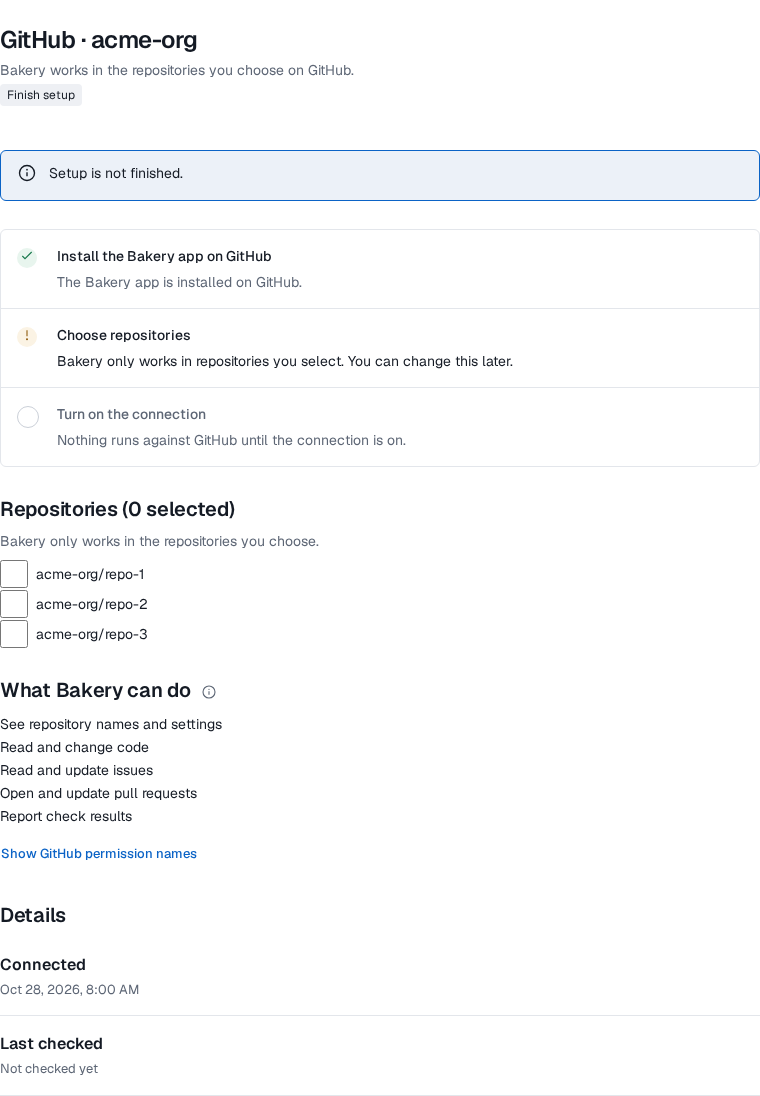 GitHub · acme-org
Bakery works in the repositories you choose on GitHub.
Finish setup
Setup is not finished.
Install the Bakery app on GitHub
The Bakery app is installed on GitHub.
Choose repositories
Bakery only works in repositories you select. You can change this later.
Turn on the connection
Nothing runs against GitHub until the connection is on.
Repositories (0 selected)
Bakery only works in the repositories you choose.
acme-org/repo-1
acme-org/repo-2
acme-org/repo-3
What Bakery can do
See repository names and settings
Read and change code
Read and update issues
Open and update pull requests
Report check results
Show GitHub permission names
Details
Connected
Oct 28, 2026, 8:00 AM
Last checked
Not checked yet